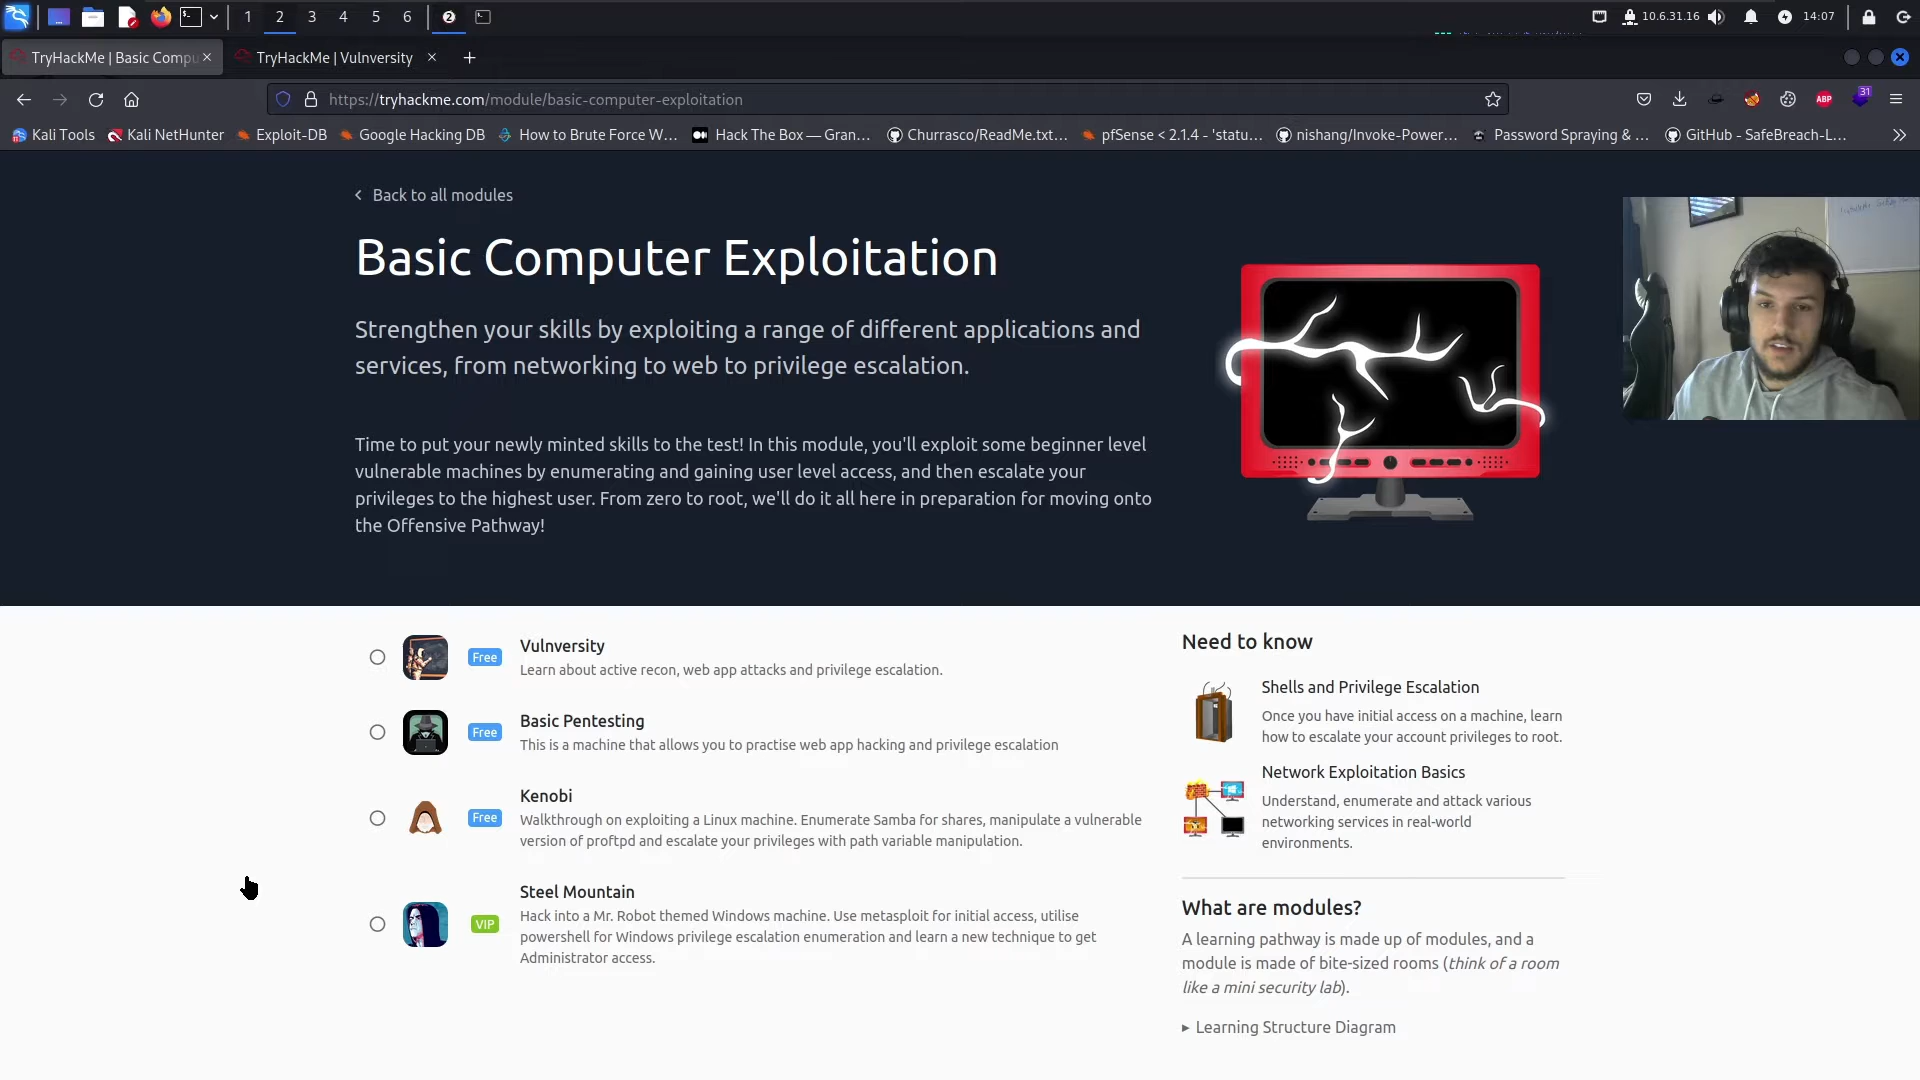 1 2 3 4 5 6 2 10.6.31.16 14:07
TryHackMe | Basic Compu TryHackMe | Vulnversity
https://tryhackme.com/module/basic-computer-exploitation ABP 31
Kali Tools Kali NetHunter Exploit-DB Google Hacking DB How to Brute Force W... Hack The Box — Gran... Churrasco/ReadMe.txt... pfSense < 2.1.4 - 'statu... nishang/Invoke-Power... Password Spraying & ... GitHub - SafeBreach-L...
Back to all modules
Basic Computer Exploitation
Strengthen your skills by exploiting a range of different applications and
services, from networking to web to privilege escalation.
Time to put your newly minted skills to the test! In this module, you'll exploit some beginner level
vulnerable machines by enumerating and gaining user level access, and then escalate your
privileges to the highest user. From zero to root, we'll do it all here in preparation for moving onto
the Offensive Pathway!
Free
Vulnversity
Learn about active recon, web app attacks and privilege escalation.
Free
Basic Pentesting
This is a machine that allows you to practise web app hacking and privilege escalation
Free
Kenobi
Walkthrough on exploiting a Linux machine. Enumerate Samba for shares, manipulate a vulnerable
version of proftpd and escalate your privileges with path variable manipulation.
VIP
Steel Mountain
Hack into a Mr. Robot themed Windows machine. Use metasploit for initial access, utilise
powershell for Windows privilege escalation enumeration and learn a new technique to get
Administrator access.
Need to know
Shells and Privilege Escalation
Once you have initial access on a machine, learn
how to escalate your account privileges to root.
Network Exploitation Basics
Understand, enumerate and attack various
networking services in real-world
environments.
What are modules?
A learning pathway is made up of modules, and a
module is made of bite-sized rooms (think of a room
like a mini security lab).
Learning Structure Diagram